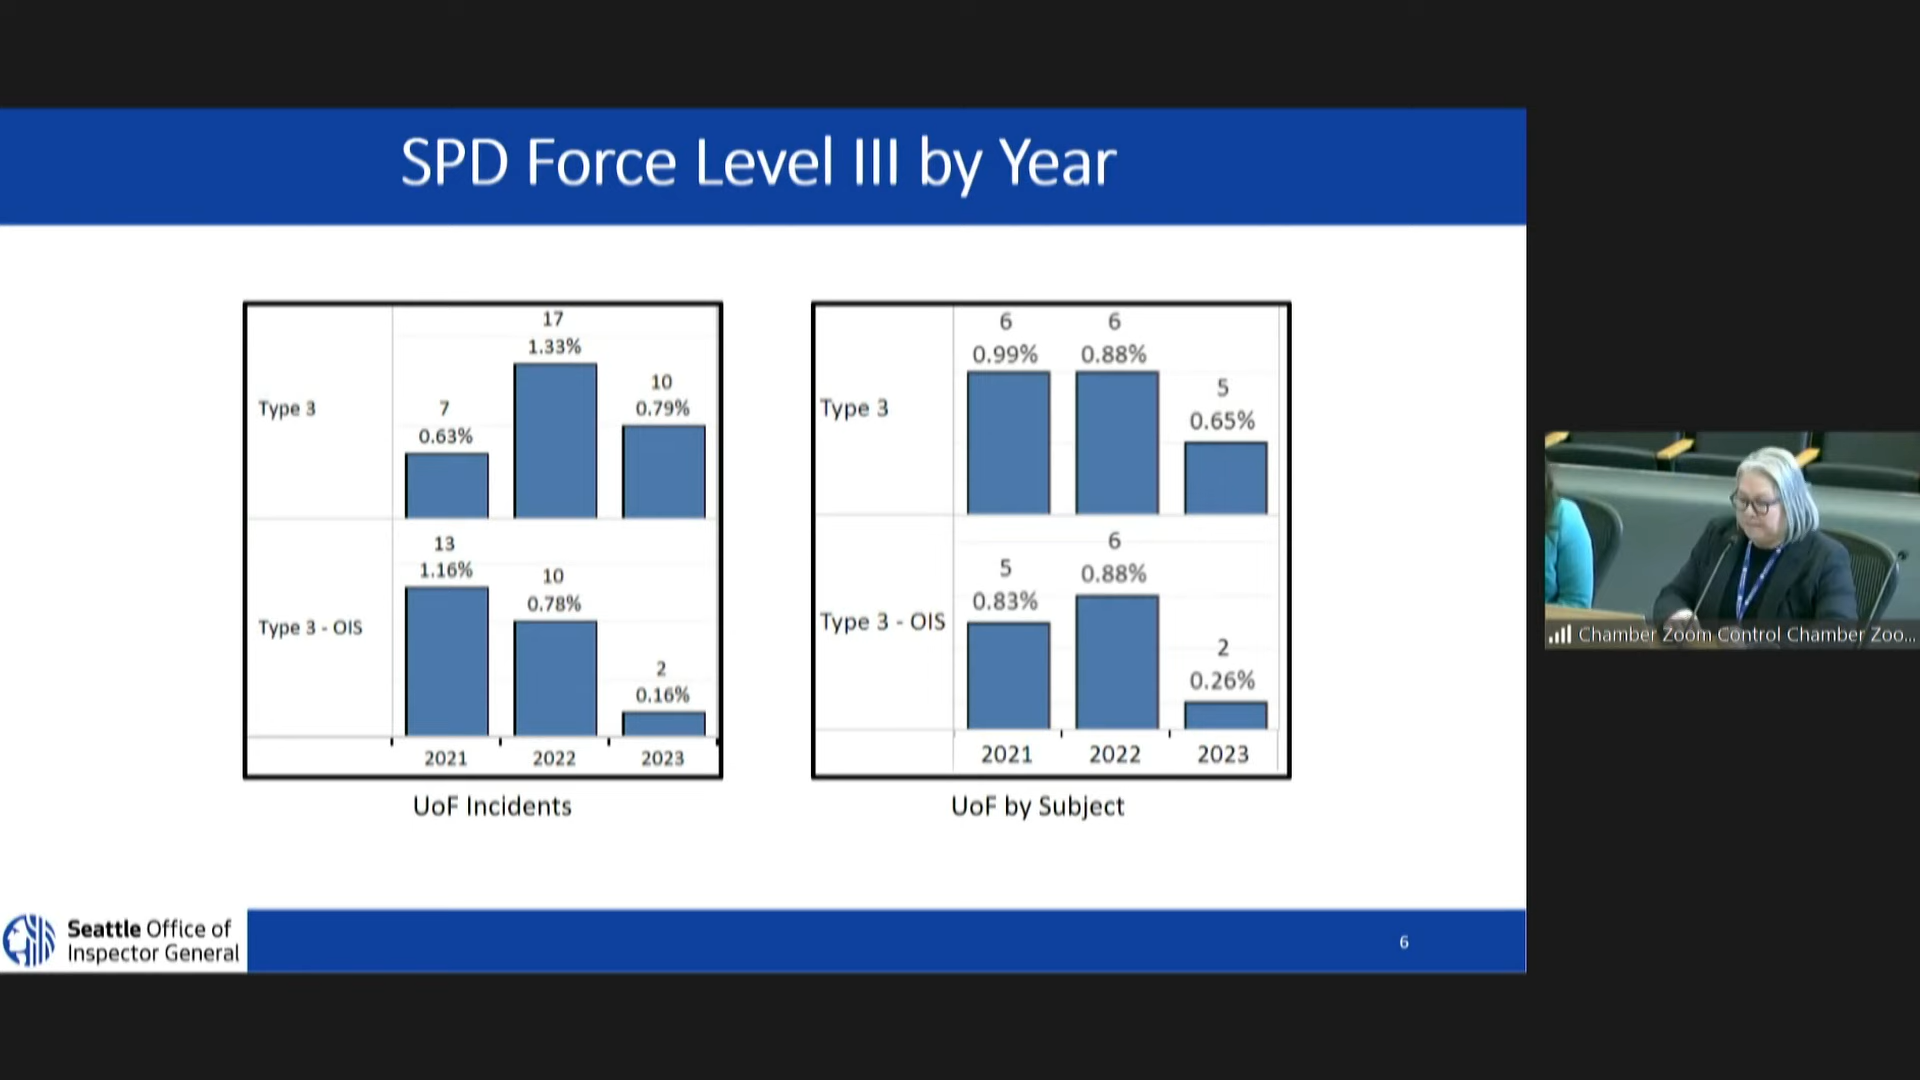 SPD Force Level III by Year
17
1.33%
10
0.79%
7
0.63%
Type 3
13
1.16%
10
0.78%
2
0.16%
Type 3 - OIS
2021 2022 2023
UoF Incidents
6 6
0.99% 0.88%
5
0.65%
Type 3
6
0.88%
5
0.83%
2
0.26%
Type 3 - OIS
2021 2022 2023
UoF by Subject
Chamber Zoom Control Chamber Zoo...
Seattle Office of
Inspector General
6